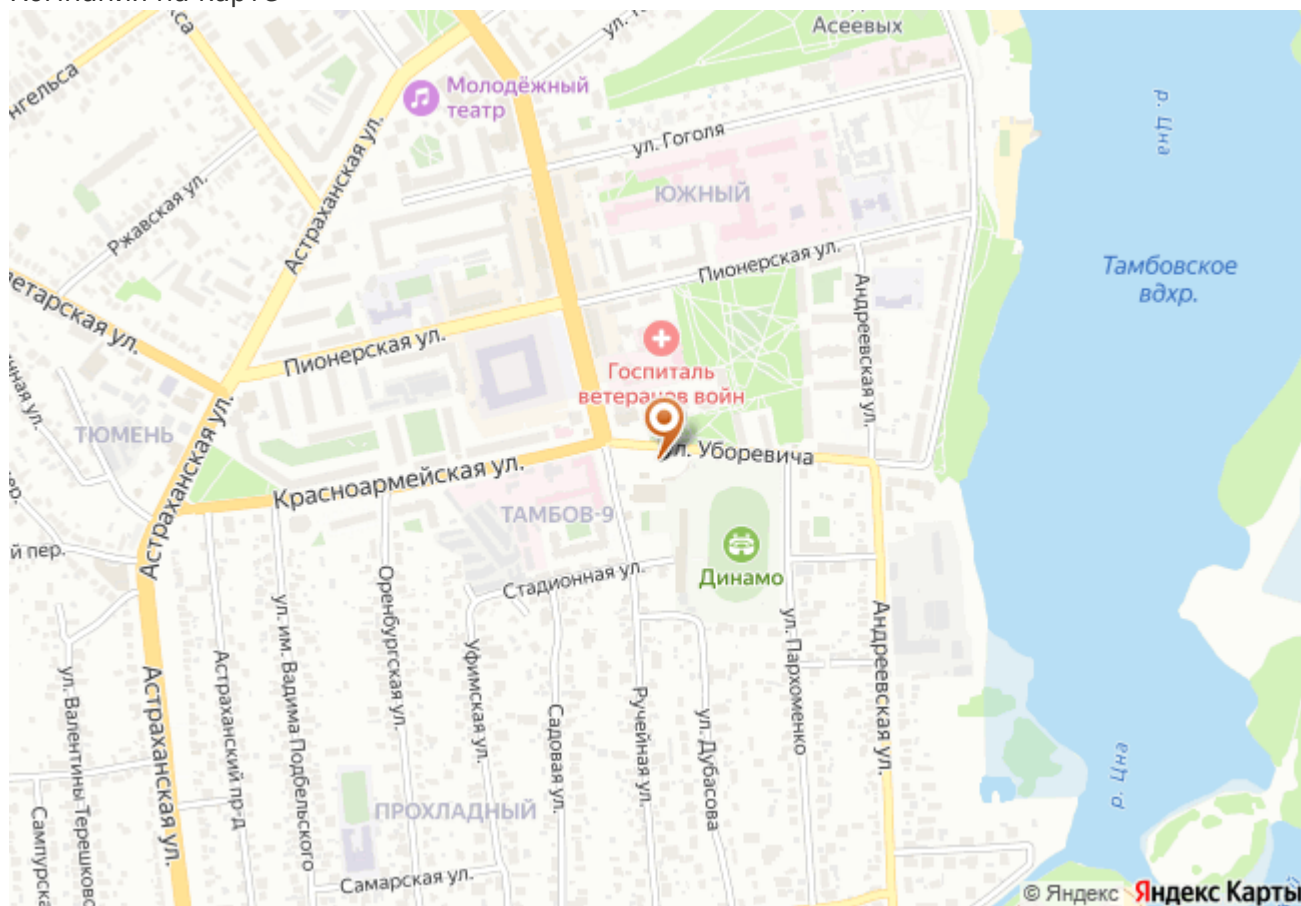 Асеевых
Молодёжный
театр
р. Цна
ул. Гоголя
Астраханская ул.
ЮЖНЫЙ
Ржавская ул.
Пионерская ул.
Тамбовское
вдхр.
Андреевская ул.
Пионерская ул.
Госпиталь
ветеранов войн
ТЮМЕНЬ
Астраханская ул.
ул. Уборевича
Красноармейская ул.
ТАМБОВ-9
й пер.
Динамо
Стадионная ул.
Оренбургская ул.
ул. им. Вадима Подбельского
Астраханский пр-д
Уфимская ул.
Садовая ул.
Ручейная ул.
ул. Дубасова
ул. Пархоменко
Андреевская ул.
Астраханская ул.
р. Цна
ПРОХЛАДНЫЙ
Самарская ул.
© Яндекс Яндекс Карты